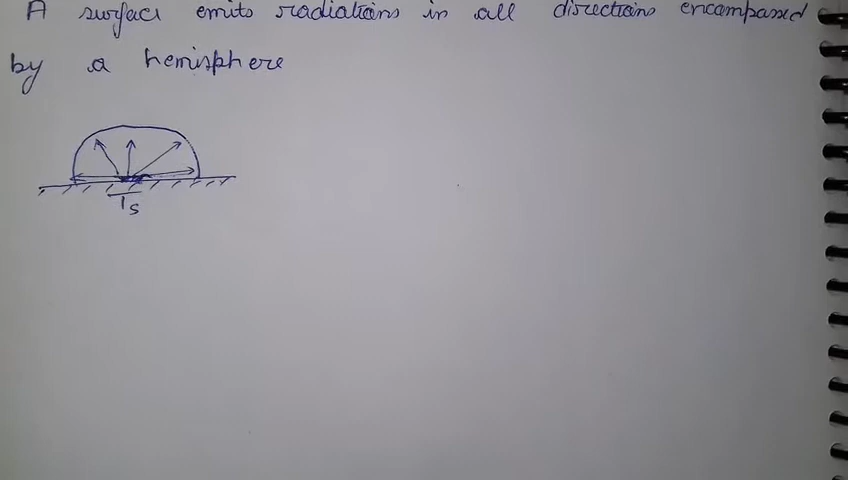 A surface emits radiations in all directions encompassed
by a hemisphere
Ts